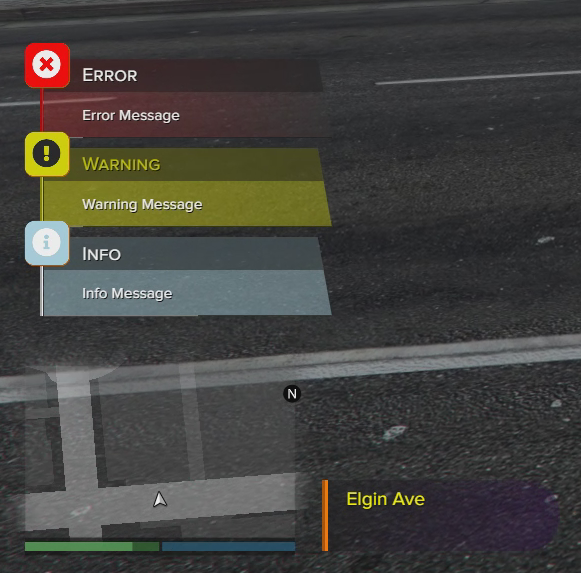 Error
Error Message
Warning
Warning Message
Info
Info Message
N
Elgin Ave